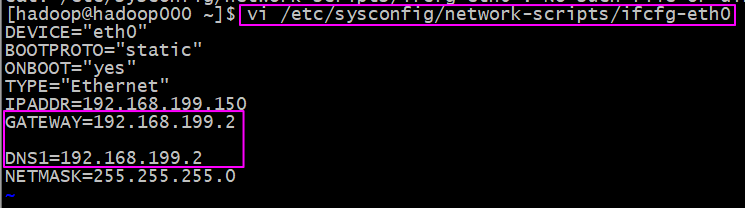 [hadoop@hadoop000 ~]$ vi /etc/sysconfig/network-scripts/ifcfg-eth0
DEVICE="eth0"
BOOTPROTO="static"
ONBOOT="yes"
TYPE="Ethernet"
IPADDR=192.168.199.150
GATEWAY=192.168.199.2
DNS1=192.168.199.2
NETMASK=255.255.255.0
~